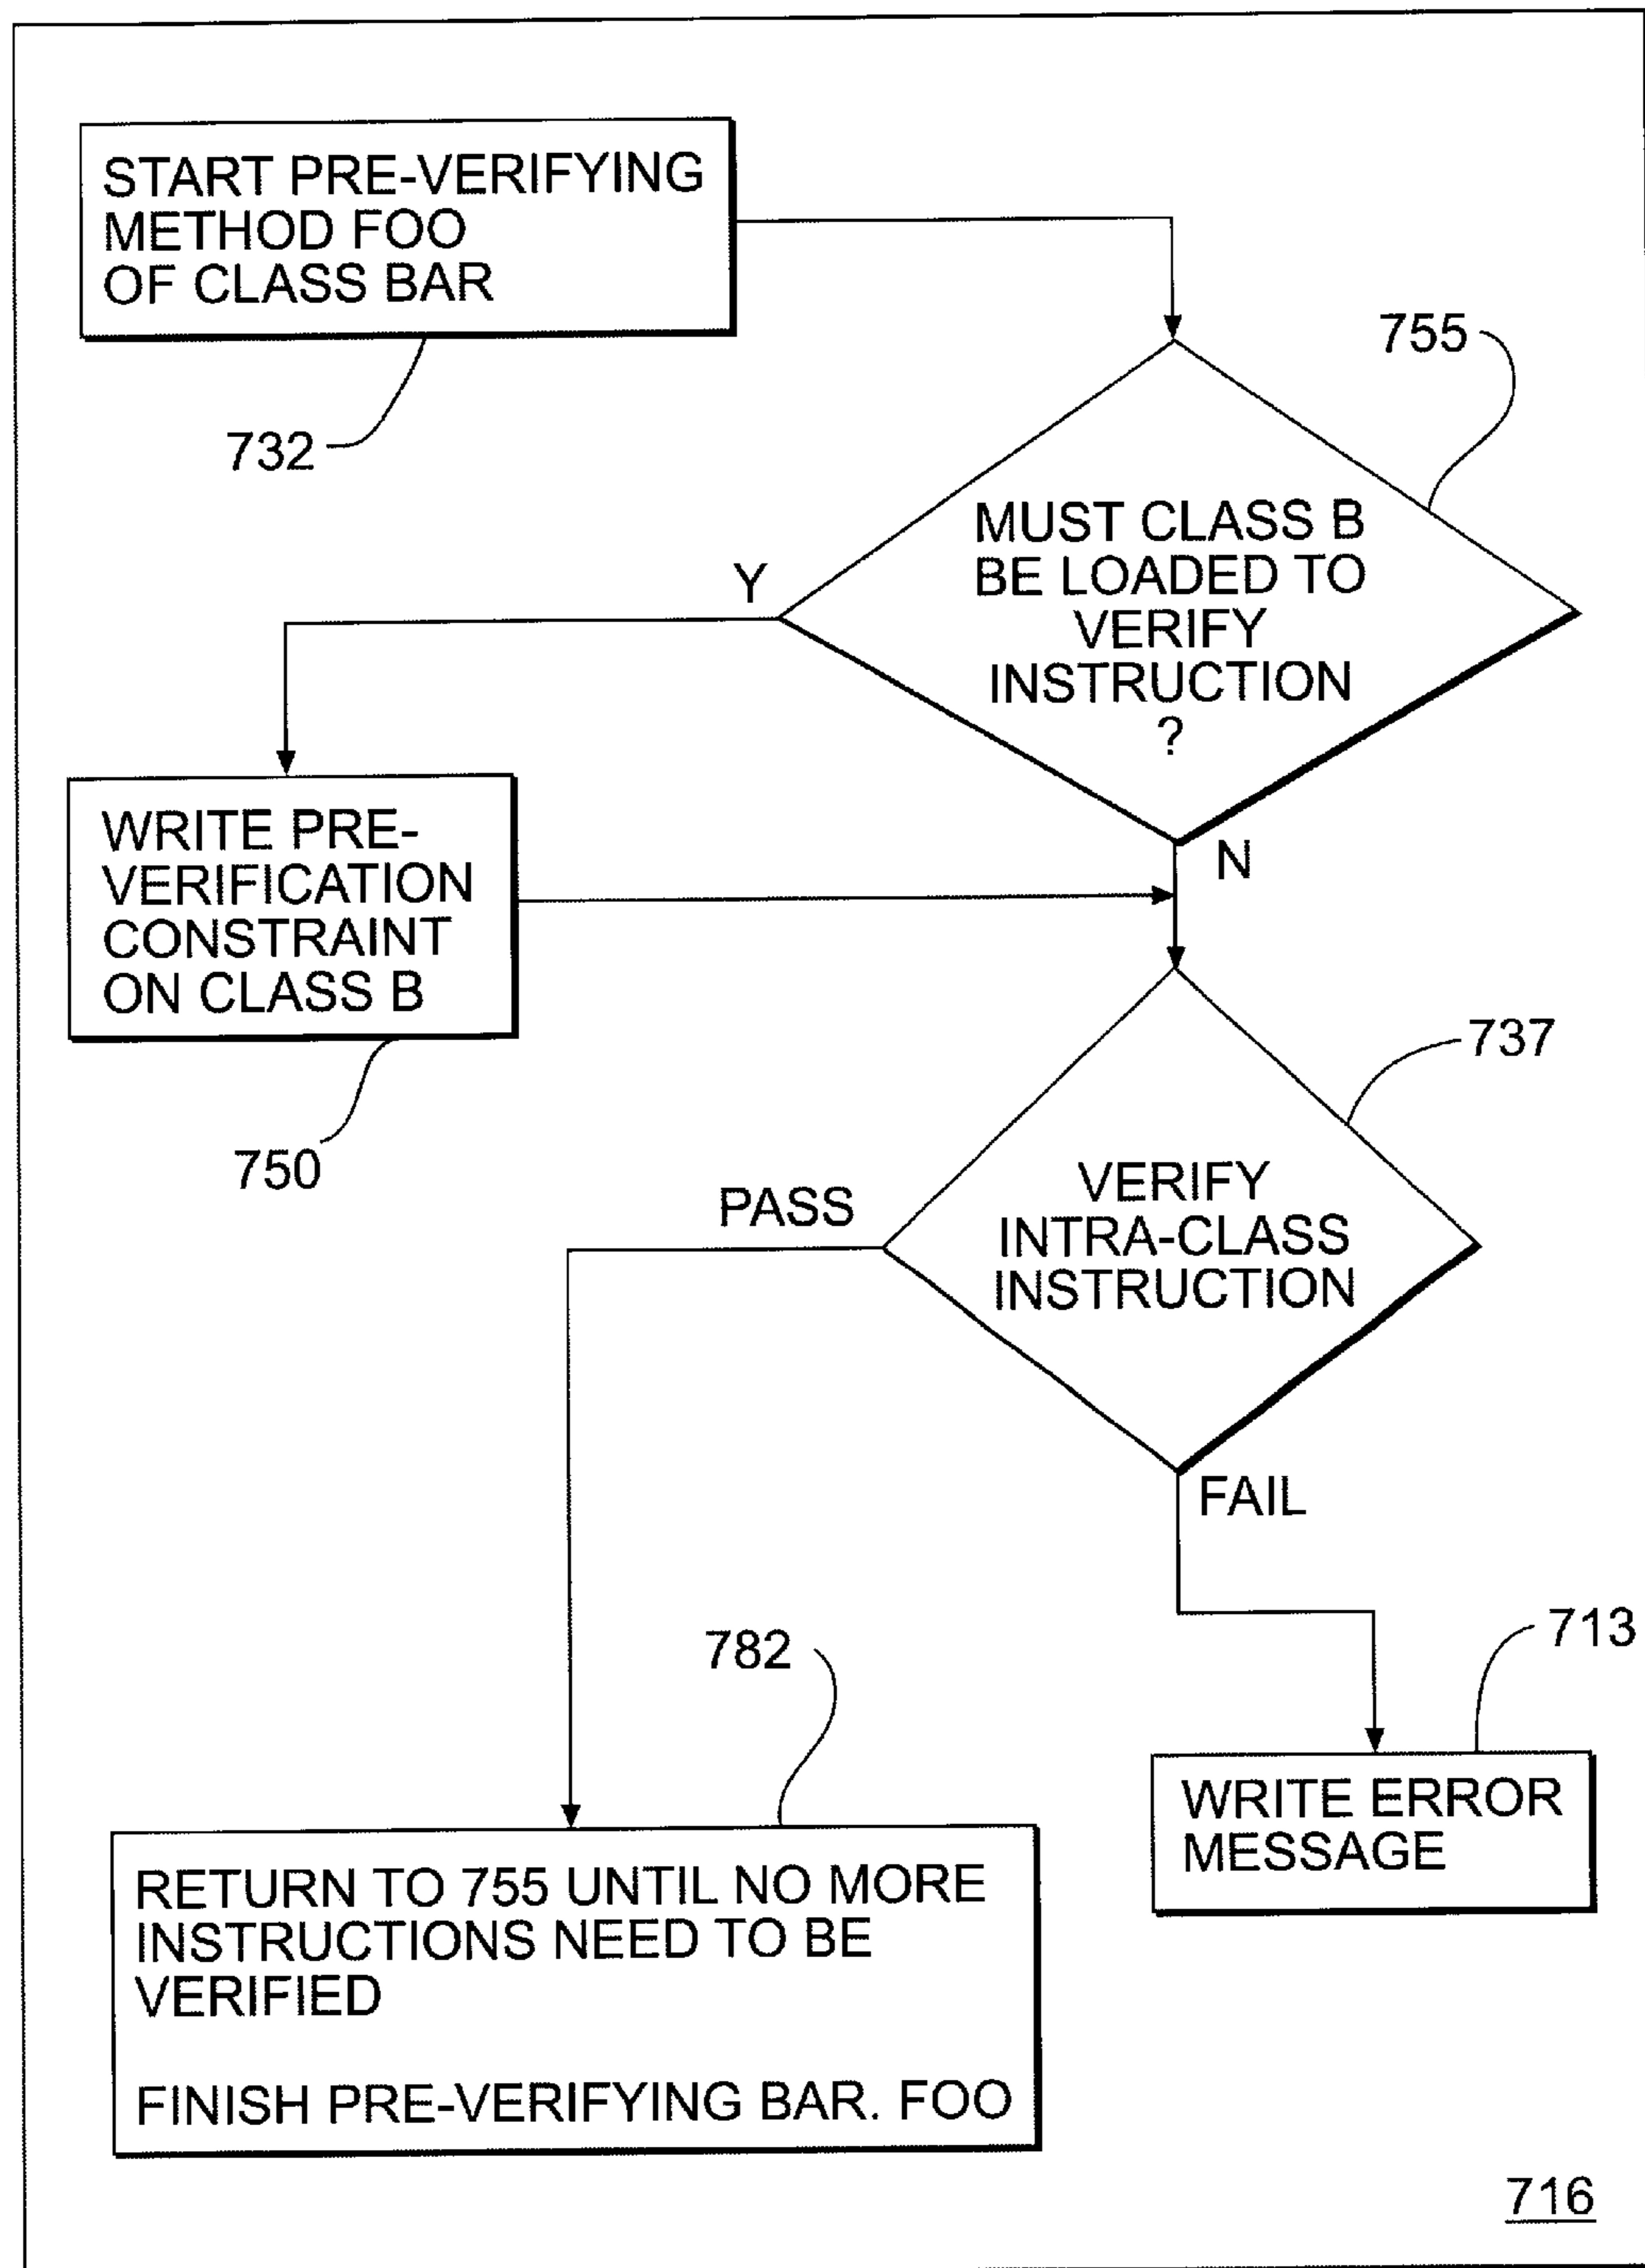 START PRE-VERIFYING
METHOD FOO
OF CLASS BAR
732
755
MUST CLASS B
BE LOADED TO
VERIFY
INSTRUCTION
?
Y
N
WRITE PRE-
VERIFICATION
CONSTRAINT
ON CLASS B
750
737
VERIFY
INTRA-CLASS
INSTRUCTION
PASS
FAIL
782
713
WRITE ERROR
MESSAGE
RETURN TO 755 UNTIL NO MORE
INSTRUCTIONS NEED TO BE
VERIFIED
FINISH PRE-VERIFYING BAR. FOO
716